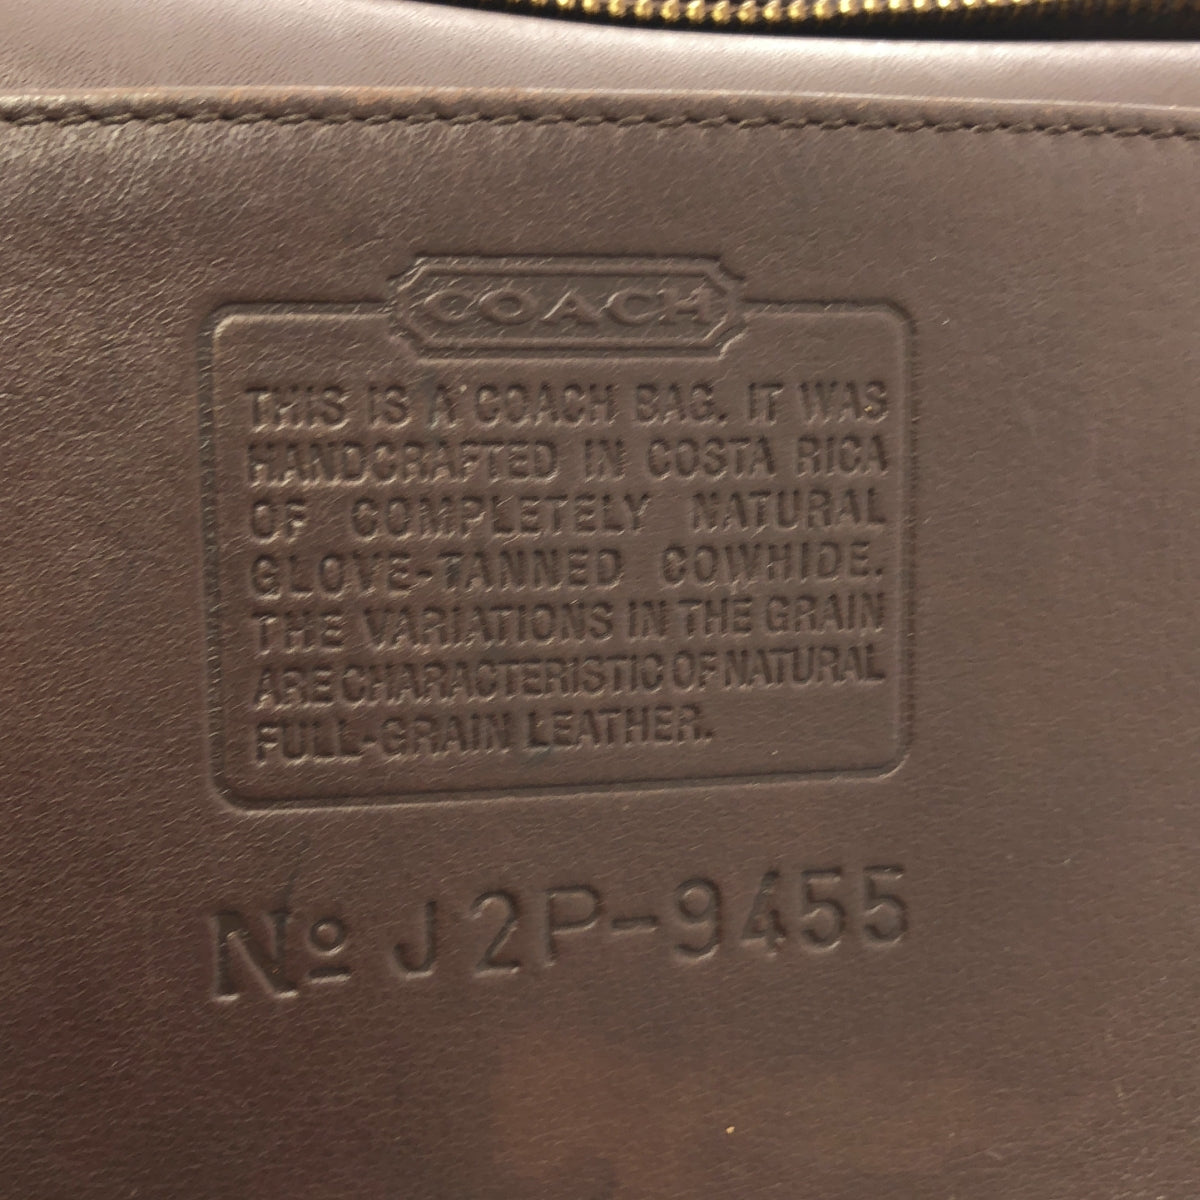 COACH
THIS IS A COACH BAG. IT WAS
HANDCRAFTED IN COSTA RICA
OF COMPLETELY NATURAL
GLOVE-TANNED COWHIDE.
THE VARIATIONS IN THE GRAIN
ARE CHARACTERISTIC OF NATURAL
FULL-GRAIN LEATHER.
Nº J2P-9455